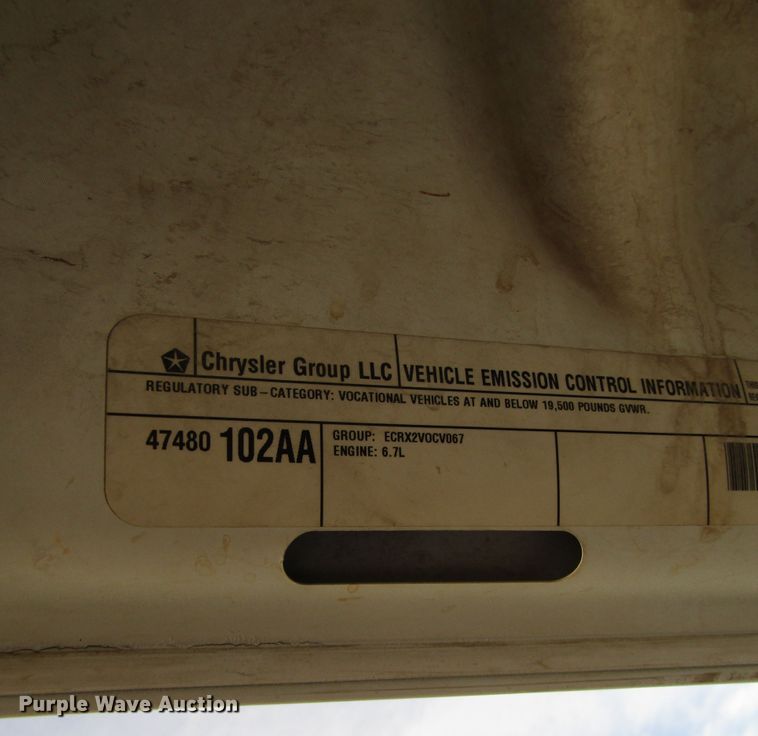 Chrysler Group LLC VEHICLE EMISSION CONTROL INFORMATION
REGULATORY SUB-CATEGORY: VOCATIONAL VEHICLES AT AND BELOW 19,500 POUNDS GVWR.
47480 102AA
GROUP: ECRX2VOCV067
ENGINE: 6.7L
Purple Wave Auction